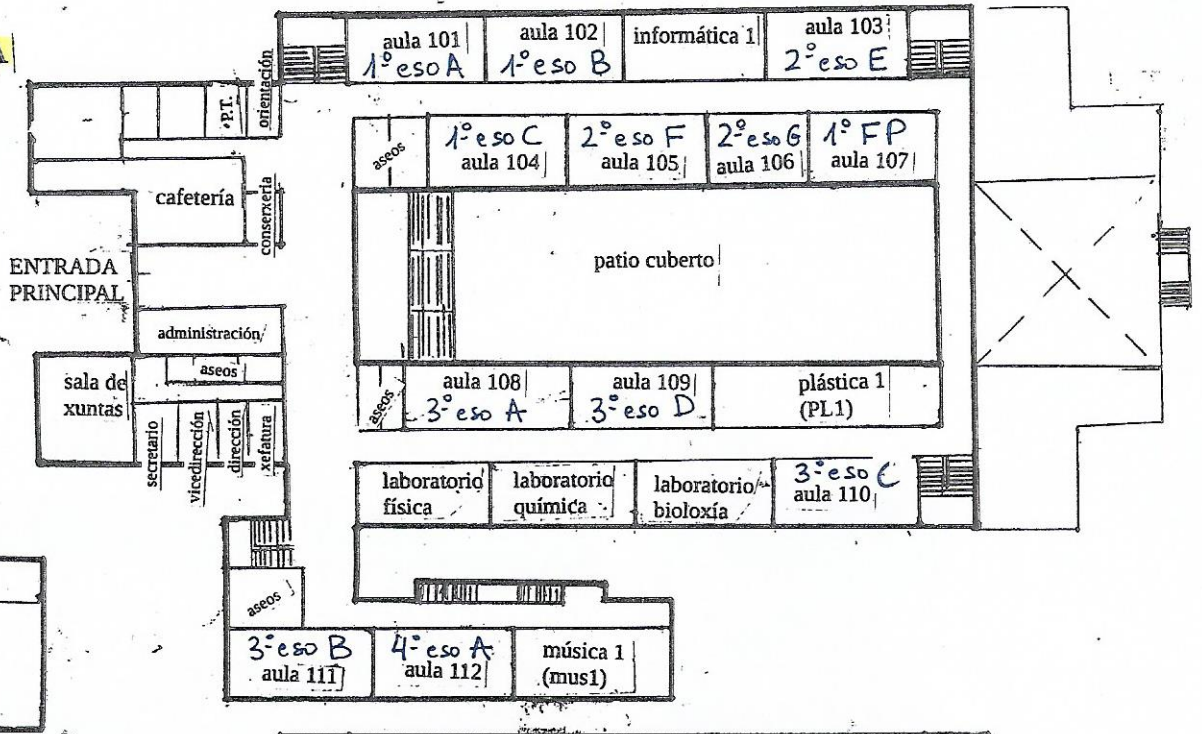 A
aula 101
1º eso A
aula 102
1º eso B
informática 1
aula 103
2º eso E
P.T.
orientación
aseos
1º eso C
aula 104
2º eso F
aula 105
2º eso G
aula 106
1º FP
aula 107
cafetería
conserxería
patio cuberto
ENTRADA
PRINCIPAL
administración
sala de
xuntas
aseos
secretario
vicedirección
dirección
xefatura
aseos
aula 108
3º eso A
aula 109
3º eso D
plástica 1
(PL1)
laboratorio
física
laboratorio
química
laboratorio
bioloxía
3º eso C
aula 110
aseos
3º eso B
aula 111
4º eso A
aula 112
música 1
(mus1)